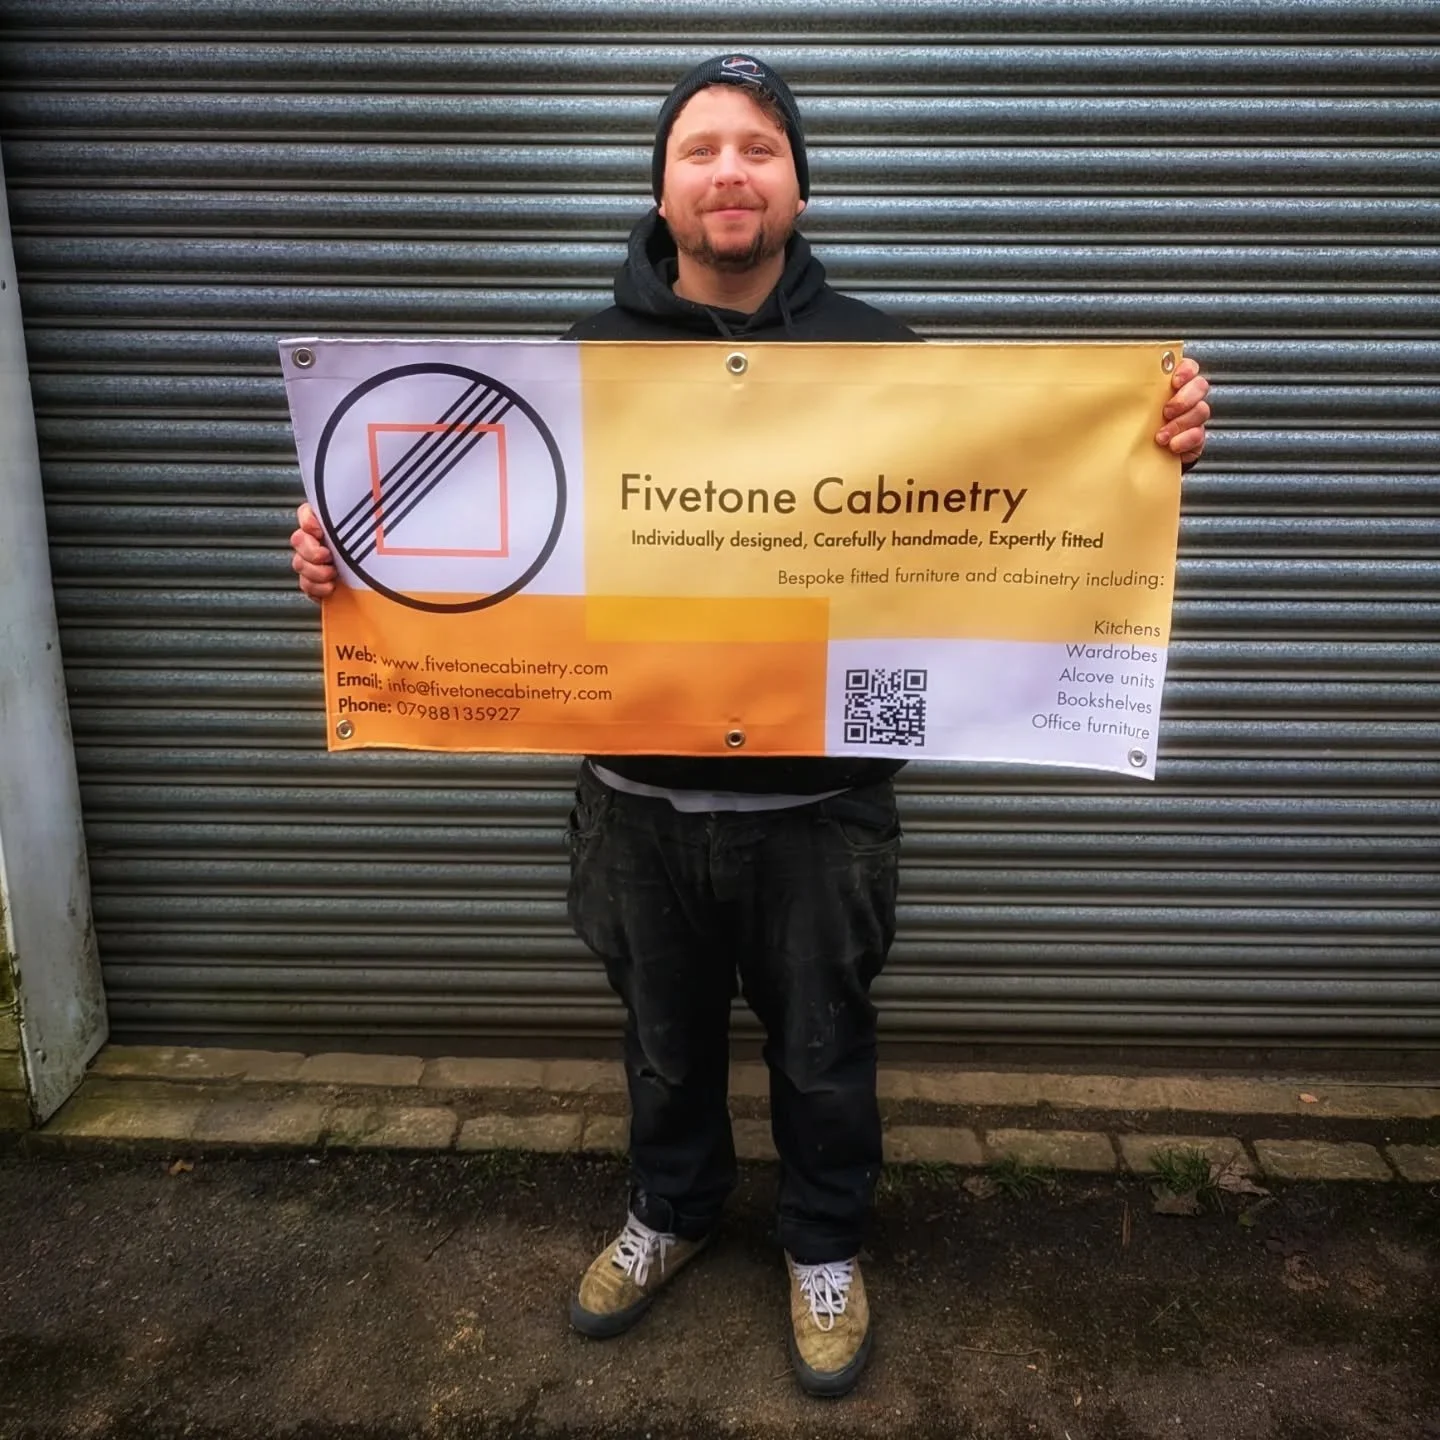 Fivetone Cabinetry
Individually designed, Carefully handmade, Expertly fitted
Bespoke fitted furniture and cabinetry including:
Kitchens
Wardrobes
Alcove units
Bookshelves
Office furniture
Web: www.fivetonecabinetry.com
Email: info@fivetonecabinetry.com
Phone: 07988135927